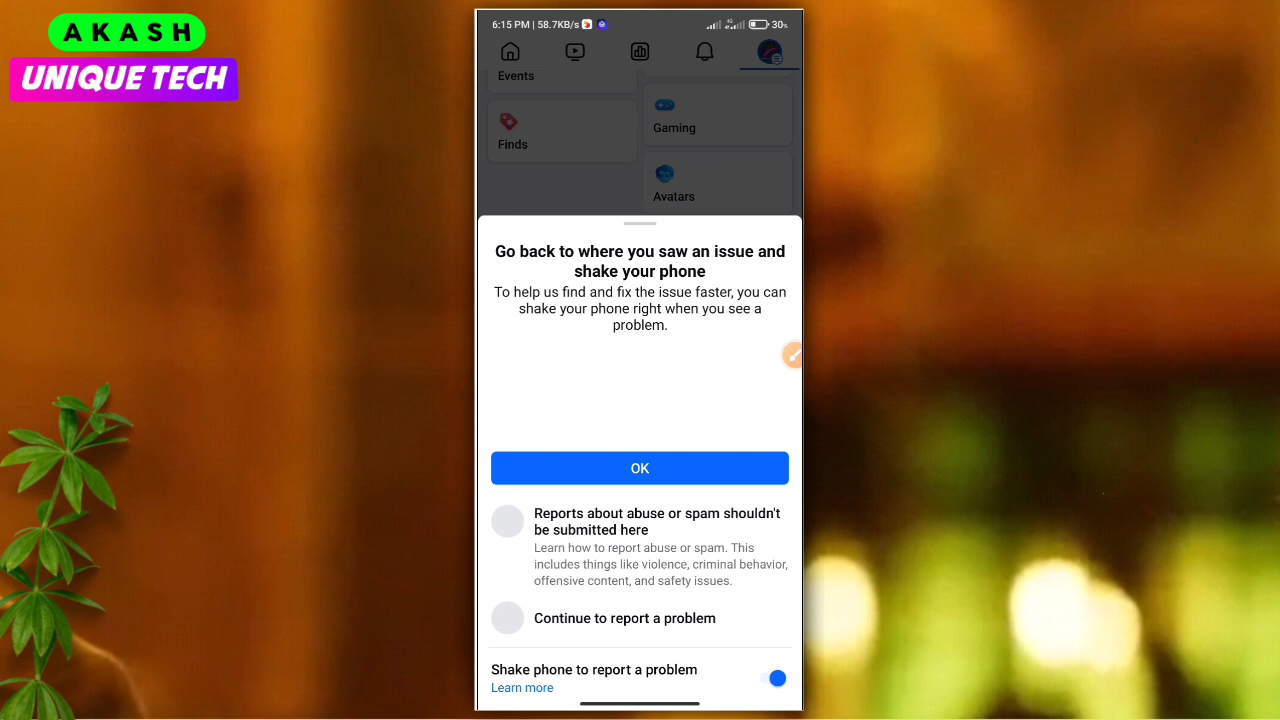 AKASH
UNIQUE TECH
6:15 PM | 58.7KB/s
4G
30%
Events
Finds
Gaming
Avatars
Go back to where you saw an issue and
shake your phone
To help us find and fix the issue faster, you can
shake your phone right when you see a
problem.
OK
Reports about abuse or spam shouldn't
be submitted here
Learn how to report abuse or spam. This
includes things like violence, criminal behavior,
offensive content, and safety issues.
Continue to report a problem
Shake phone to report a problem
Learn more